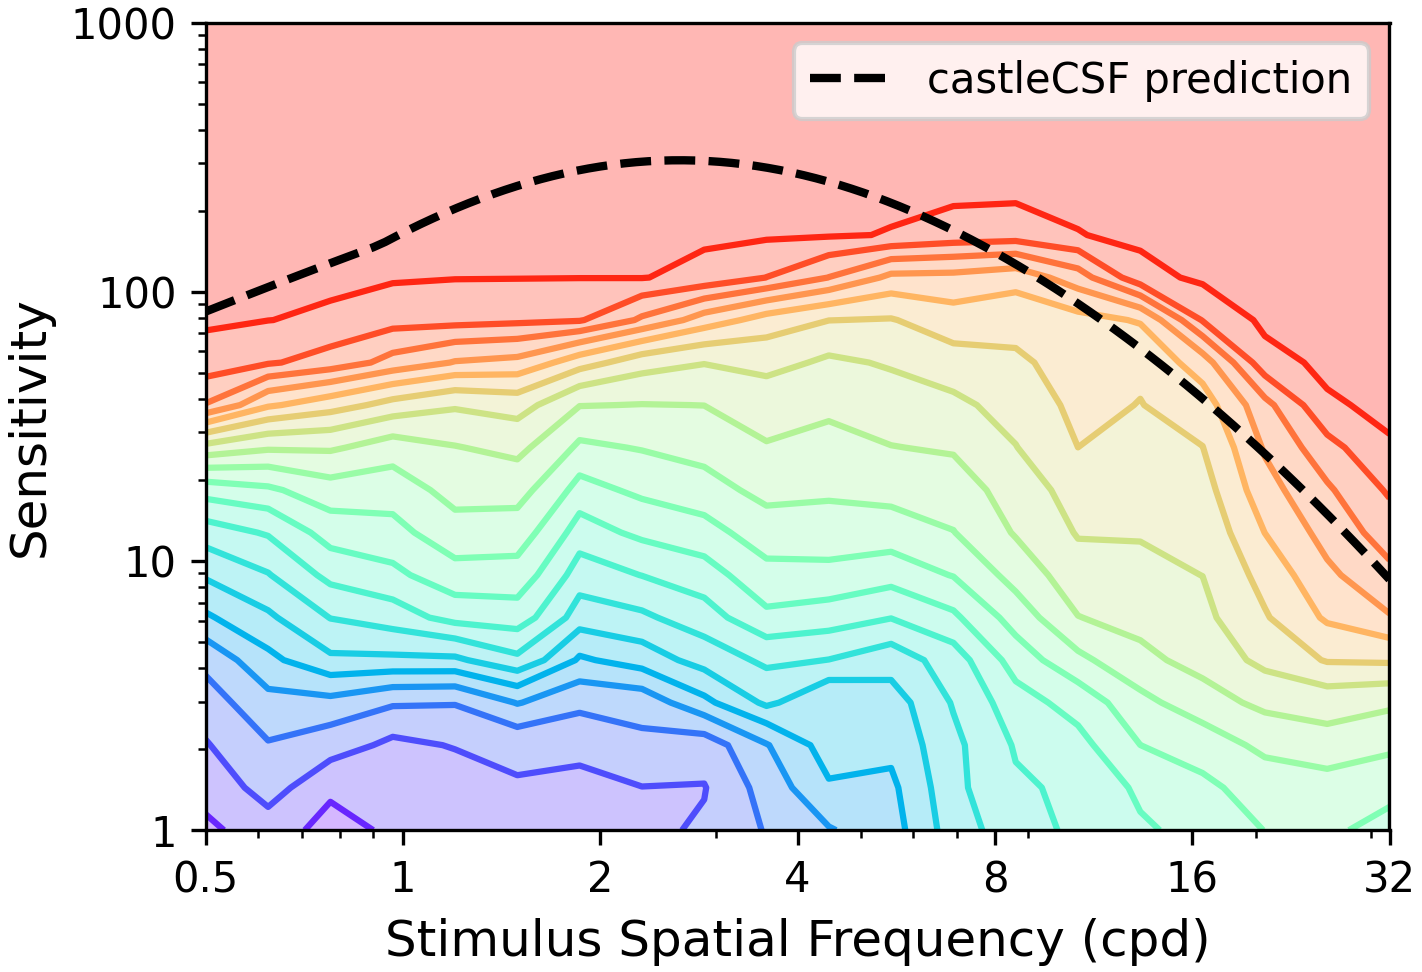 1000
castleCSF prediction
100
Sensitivity
10
1
0.5 1 2 4 8 16 32
Stimulus Spatial Frequency (cpd)